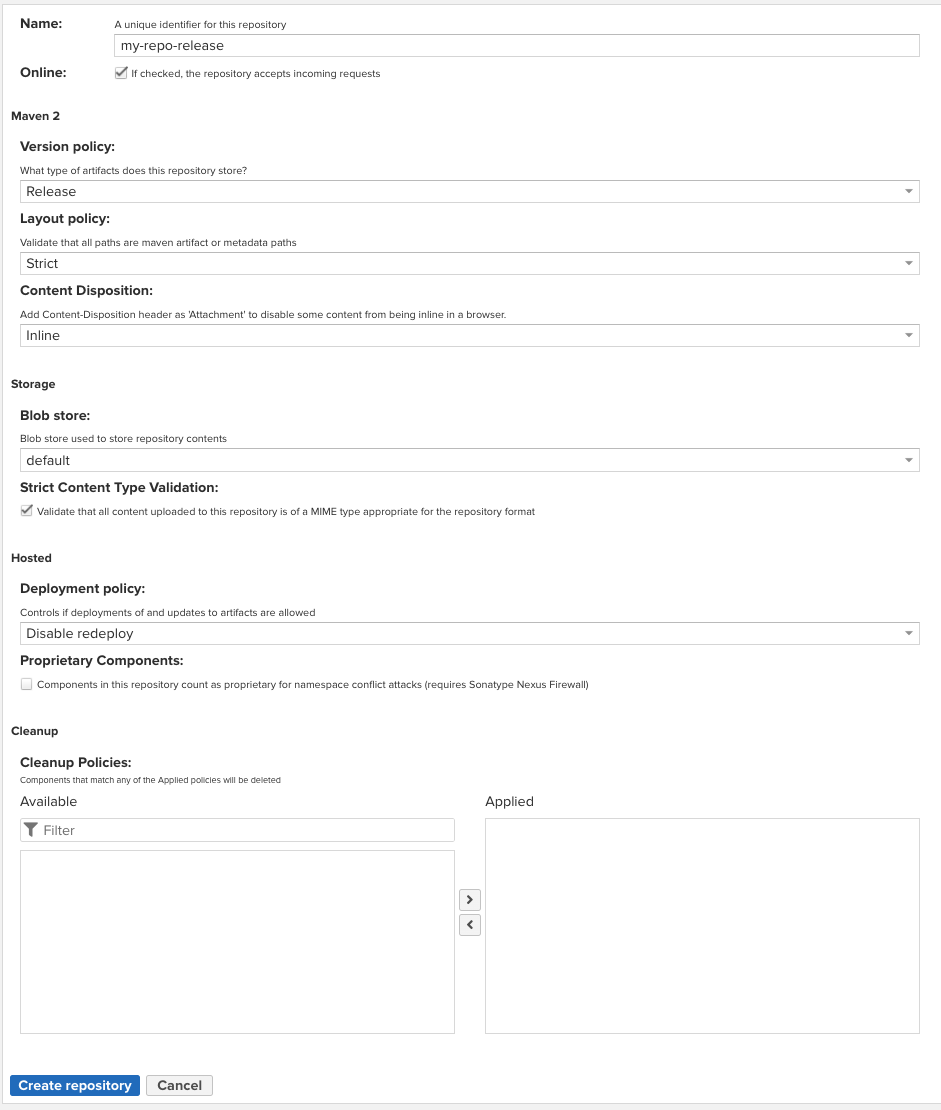 Name:
A unique identifier for this repository
my-repo-release
Online:
If checked, the repository accepts incoming requests
Maven 2
Version policy:
What type of artifacts does this repository store?
Release
Layout policy:
Validate that all paths are maven artifact or metadata paths
Strict
Content Disposition:
Add Content-Disposition header as 'Attachment' to disable some content from being inline in a browser.
Inline
Storage
Blob store:
Blob store used to store repository contents
default
Strict Content Type Validation:
Validate that all content uploaded to this repository is of a MIME type appropriate for the repository format
Hosted
Deployment policy:
Controls if deployments of and updates to artifacts are allowed
Disable redeploy
Proprietary Components:
Components in this repository count as proprietary for namespace conflict attacks (requires Sonatype Nexus Firewall)
Cleanup
Cleanup Policies:
Components that match any of the Applied policies will be deleted
Available
Applied
Filter
Create repository
Cancel